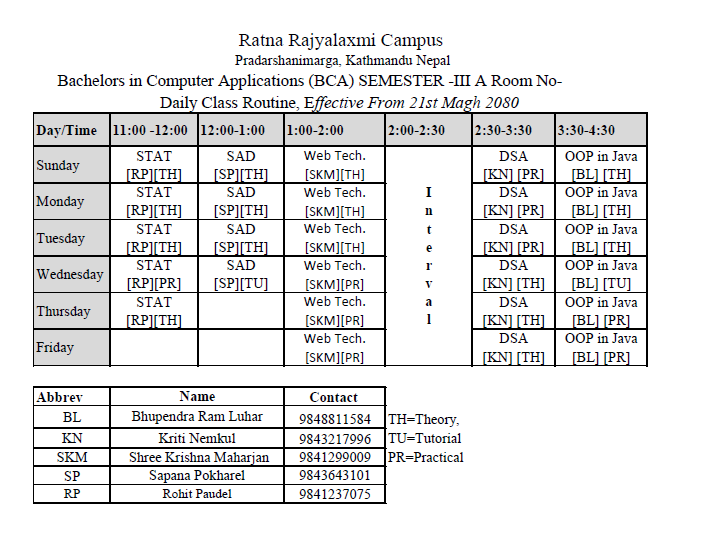 Ratna Rajyalaxmi Campus
Pradarshanimarga, Kathmandu Nepal
Bachelors in Computer Applications (BCA) SEMESTER -III A Room No-
Daily Class Routine, Effective From 21st Magh 2080
Day/Time 11:00 -12:00 12:00-1:00 1:00-2:00 2:00-2:30 2:30-3:30 3:30-4:30
Sunday STAT [RP][TH] SAD [SP][TH] Web Tech. [SKM][TH] DSA [KN] [PR] OOP in Java [BL] [TH]
Monday STAT [RP][TH] SAD [SP][TH] Web Tech. [SKM][TH] DSA [KN] [PR] OOP in Java [BL] [TH]
Tuesday STAT [RP][TH] SAD [SP][TH] Web Tech. [SKM][TH] DSA [KN] [PR] OOP in Java [BL] [TH]
Wednesday STAT [RP][PR] SAD [SP][TU] Web Tech. [SKM][PR] DSA [KN] [TH] OOP in Java [BL] [TU]
Thursday STAT [RP][TH] Web Tech. [SKM][PR] DSA [KN] [TH] OOP in Java [BL] [PR]
Friday Web Tech. [SKM][PR] DSA [KN] [TH] OOP in Java [BL] [PR]
Interval
Abbrev Name Contact
BL Bhupendra Ram Luhar 9848811584 TH=Theory,
KN Kriti Nemkul 9843217996 TU=Tutorial
SKM Shree Krishna Maharjan 9841299009 PR=Practical
SP Sapana Pokharel 9843643101
RP Rohit Paudel 9841237075